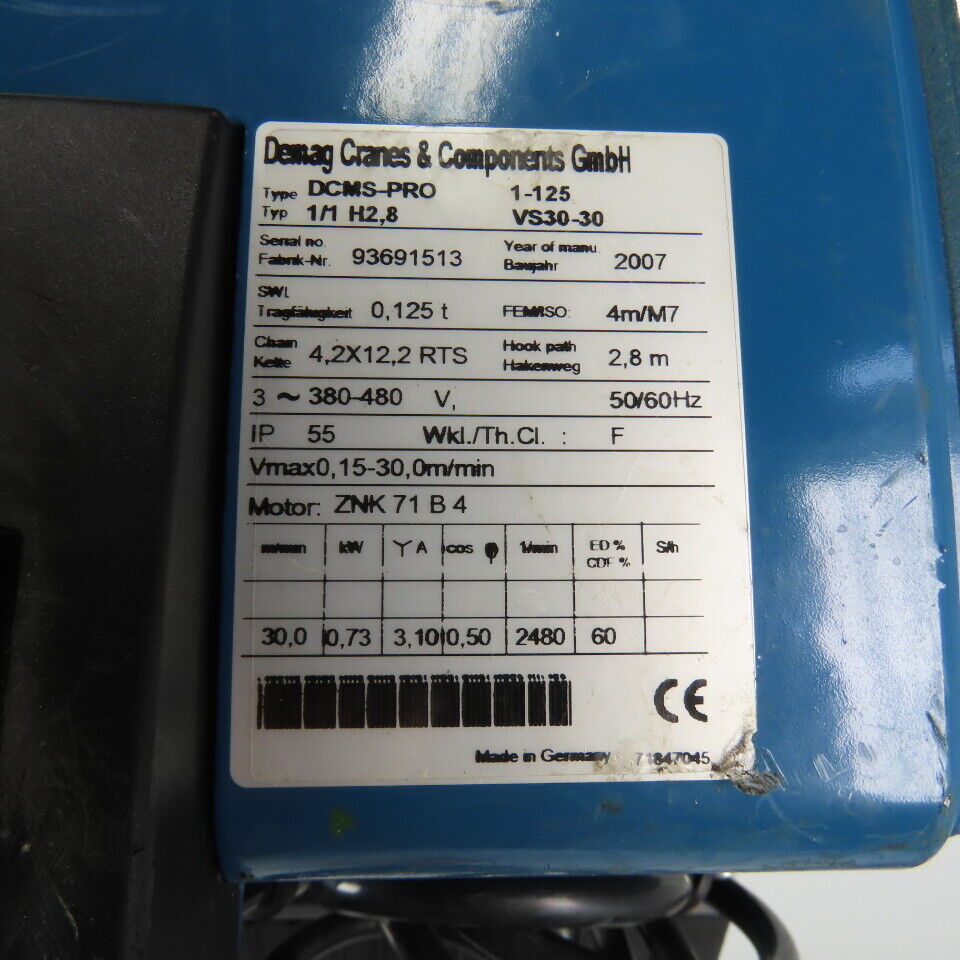 Demag Cranes & Components GmbH
Type DCMS-PRO 1-125
Typ 1/1 H2,8 VS30-30
Serial no. Year of manu.
Fabrik-Nr. 93691513 Baujahr 2007
SWL
Tragfähigkeit 0,125 t FEM/ISO: 4m/M7
Chain Hook path
Kette 4,2X12,2 RTS Hakenweg 2,8 m
3 ~ 380-480 V, 50/60Hz
IP 55 Wkl./Th.Cl. : F
Vmax0,15-30,0m/min
Motor: ZNK 71 B 4
m/min kW Y A cos φ 1/min ED % S/h
CDF %
30,0 0,73 3,10 0,50 2480 60
CE
Made in Germany 71847045